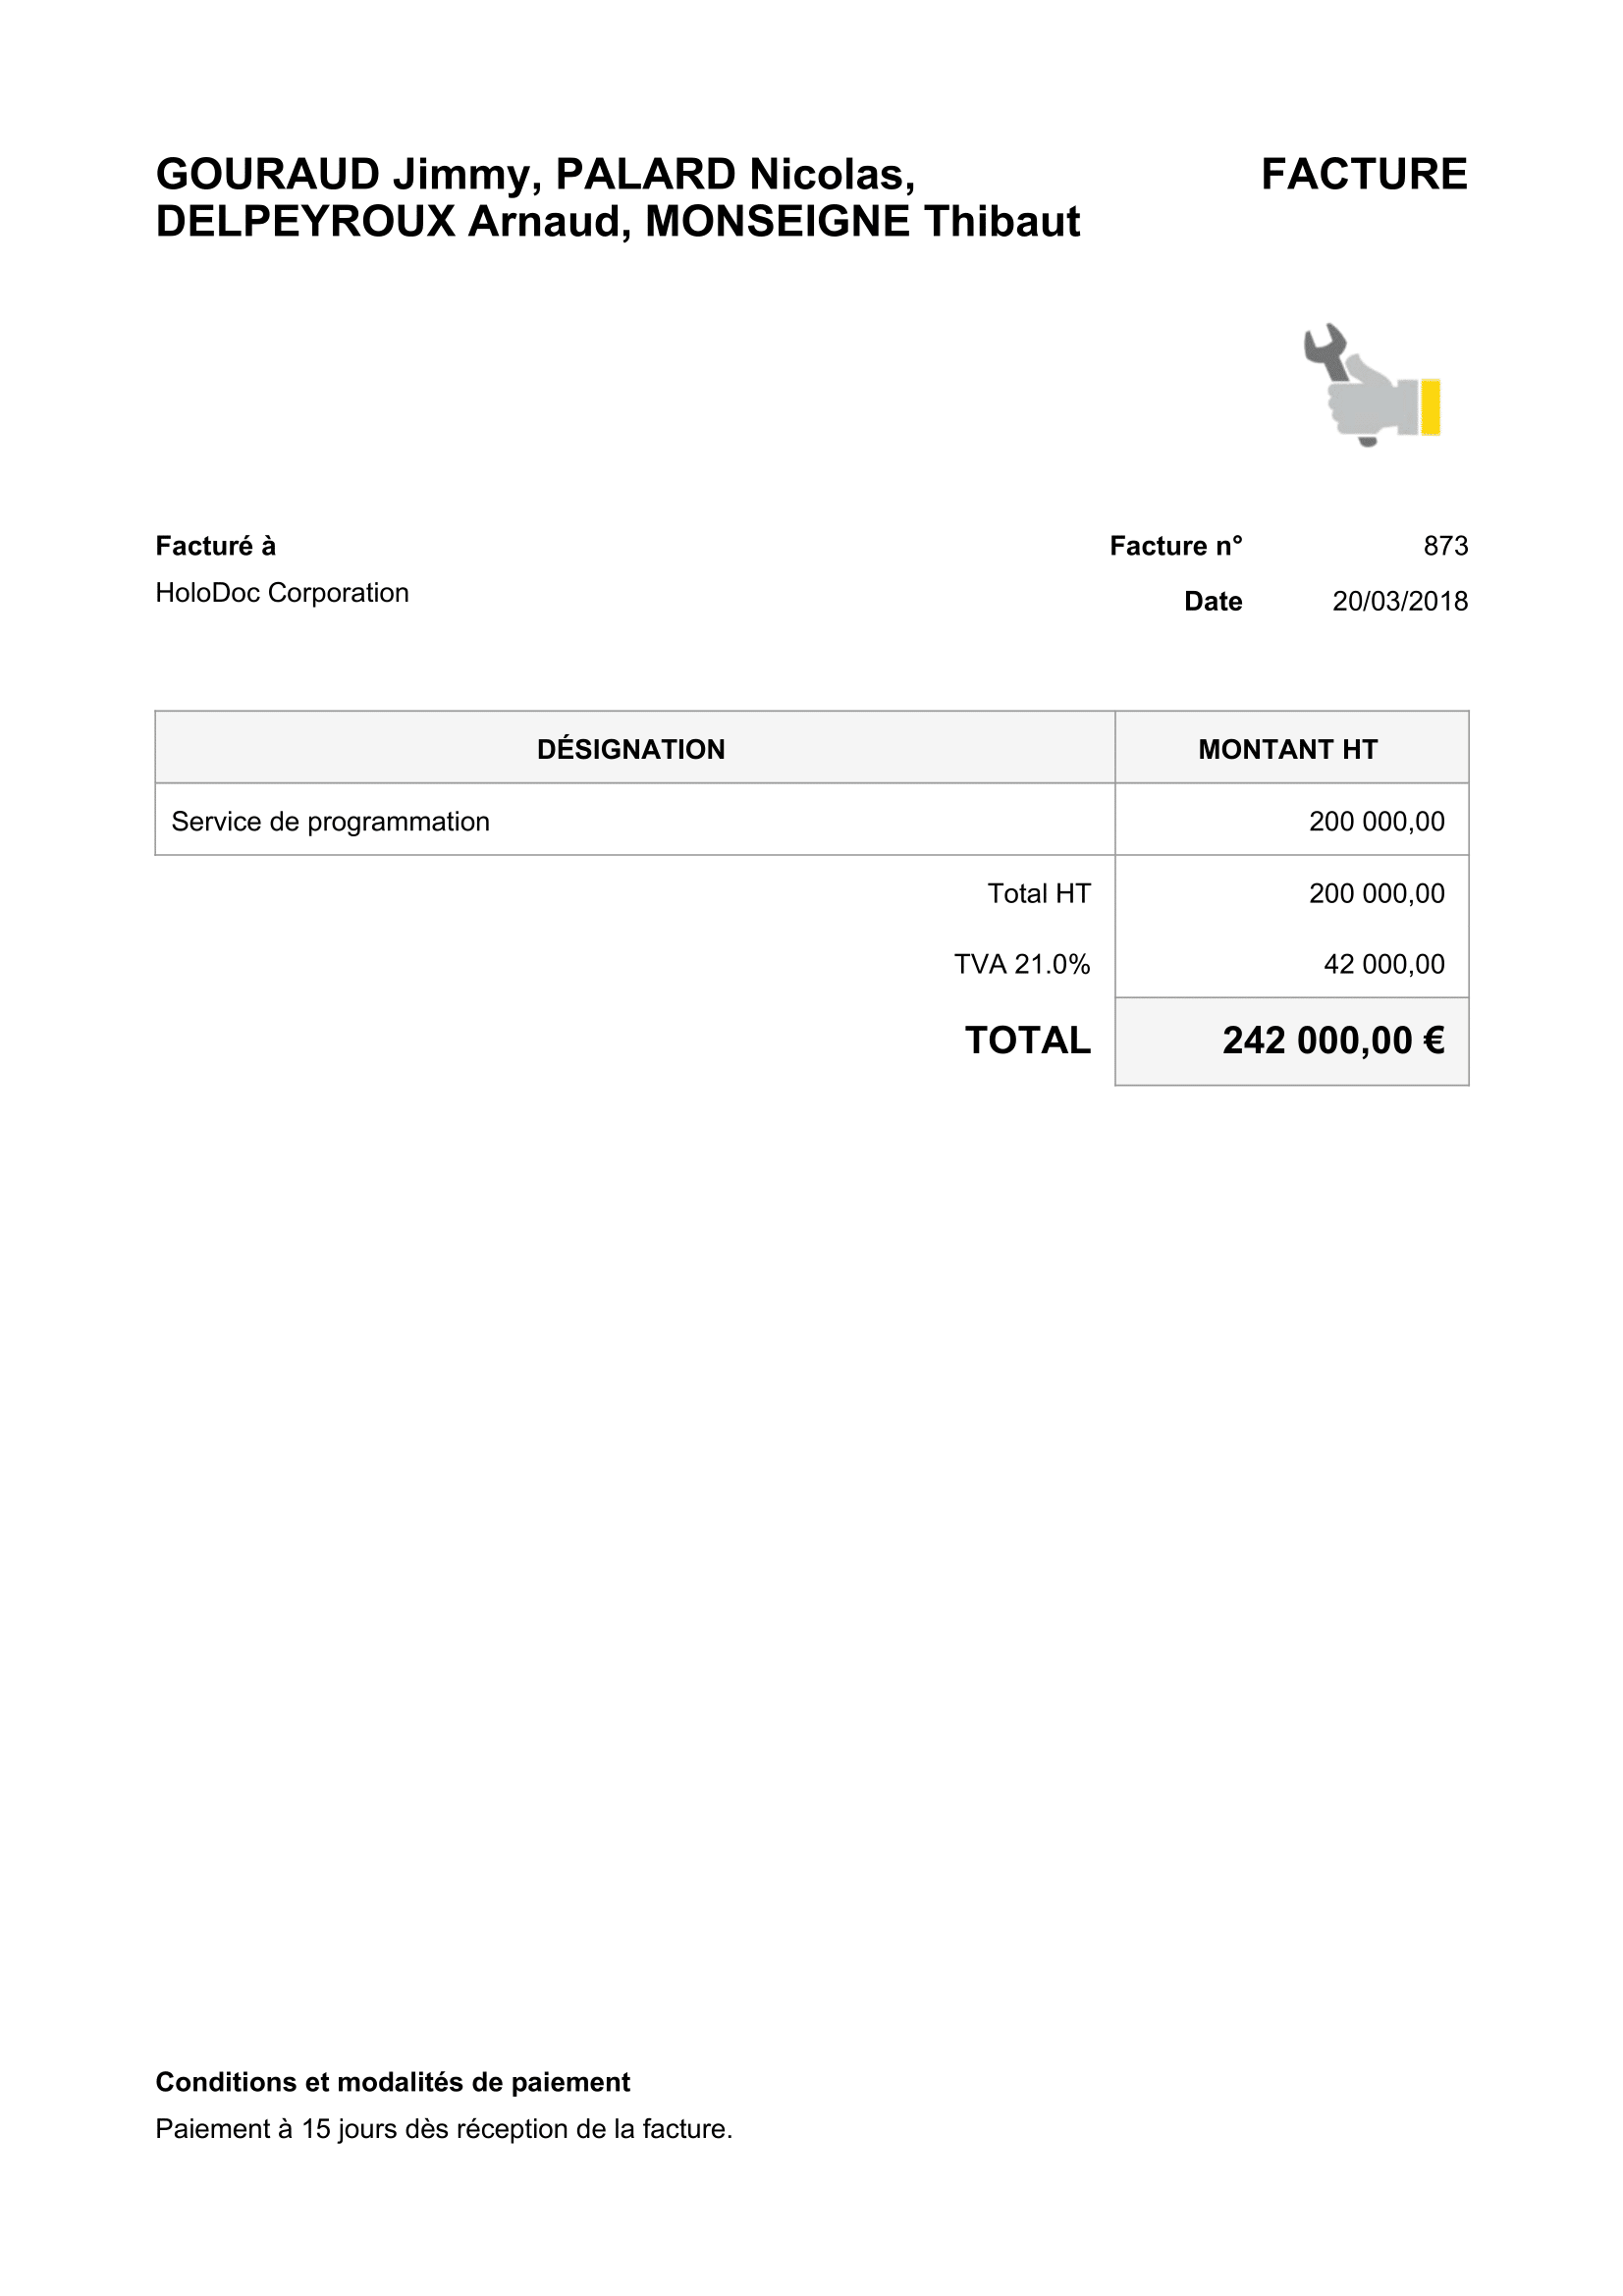 GOURAUD Jimmy, PALARD Nicolas, FACTURE
DELPEYROUX Arnaud, MONSEIGNE Thibaut
Facturé à Facture n° 873
HoloDoc Corporation
Date 20/03/2018
DÉSIGNATION MONTANT HT
Service de programmation 200 000,00
Total HT 200 000,00
TVA 21.0% 42 000,00
TOTAL 242 000,00 €
Conditions et modalités de paiement
Paiement à 15 jours dès réception de la facture.